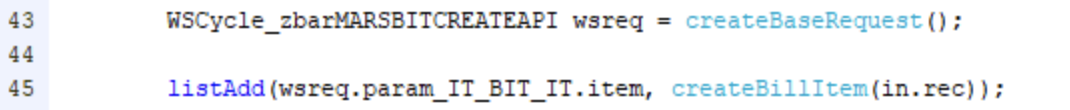 43 WSCycle_zbarMARSBITCREATEAPI wsreq = createBaseRequest();
44
45 listAdd(wsreq.param_IT_BIT_IT.item, createBillItem(in.rec));